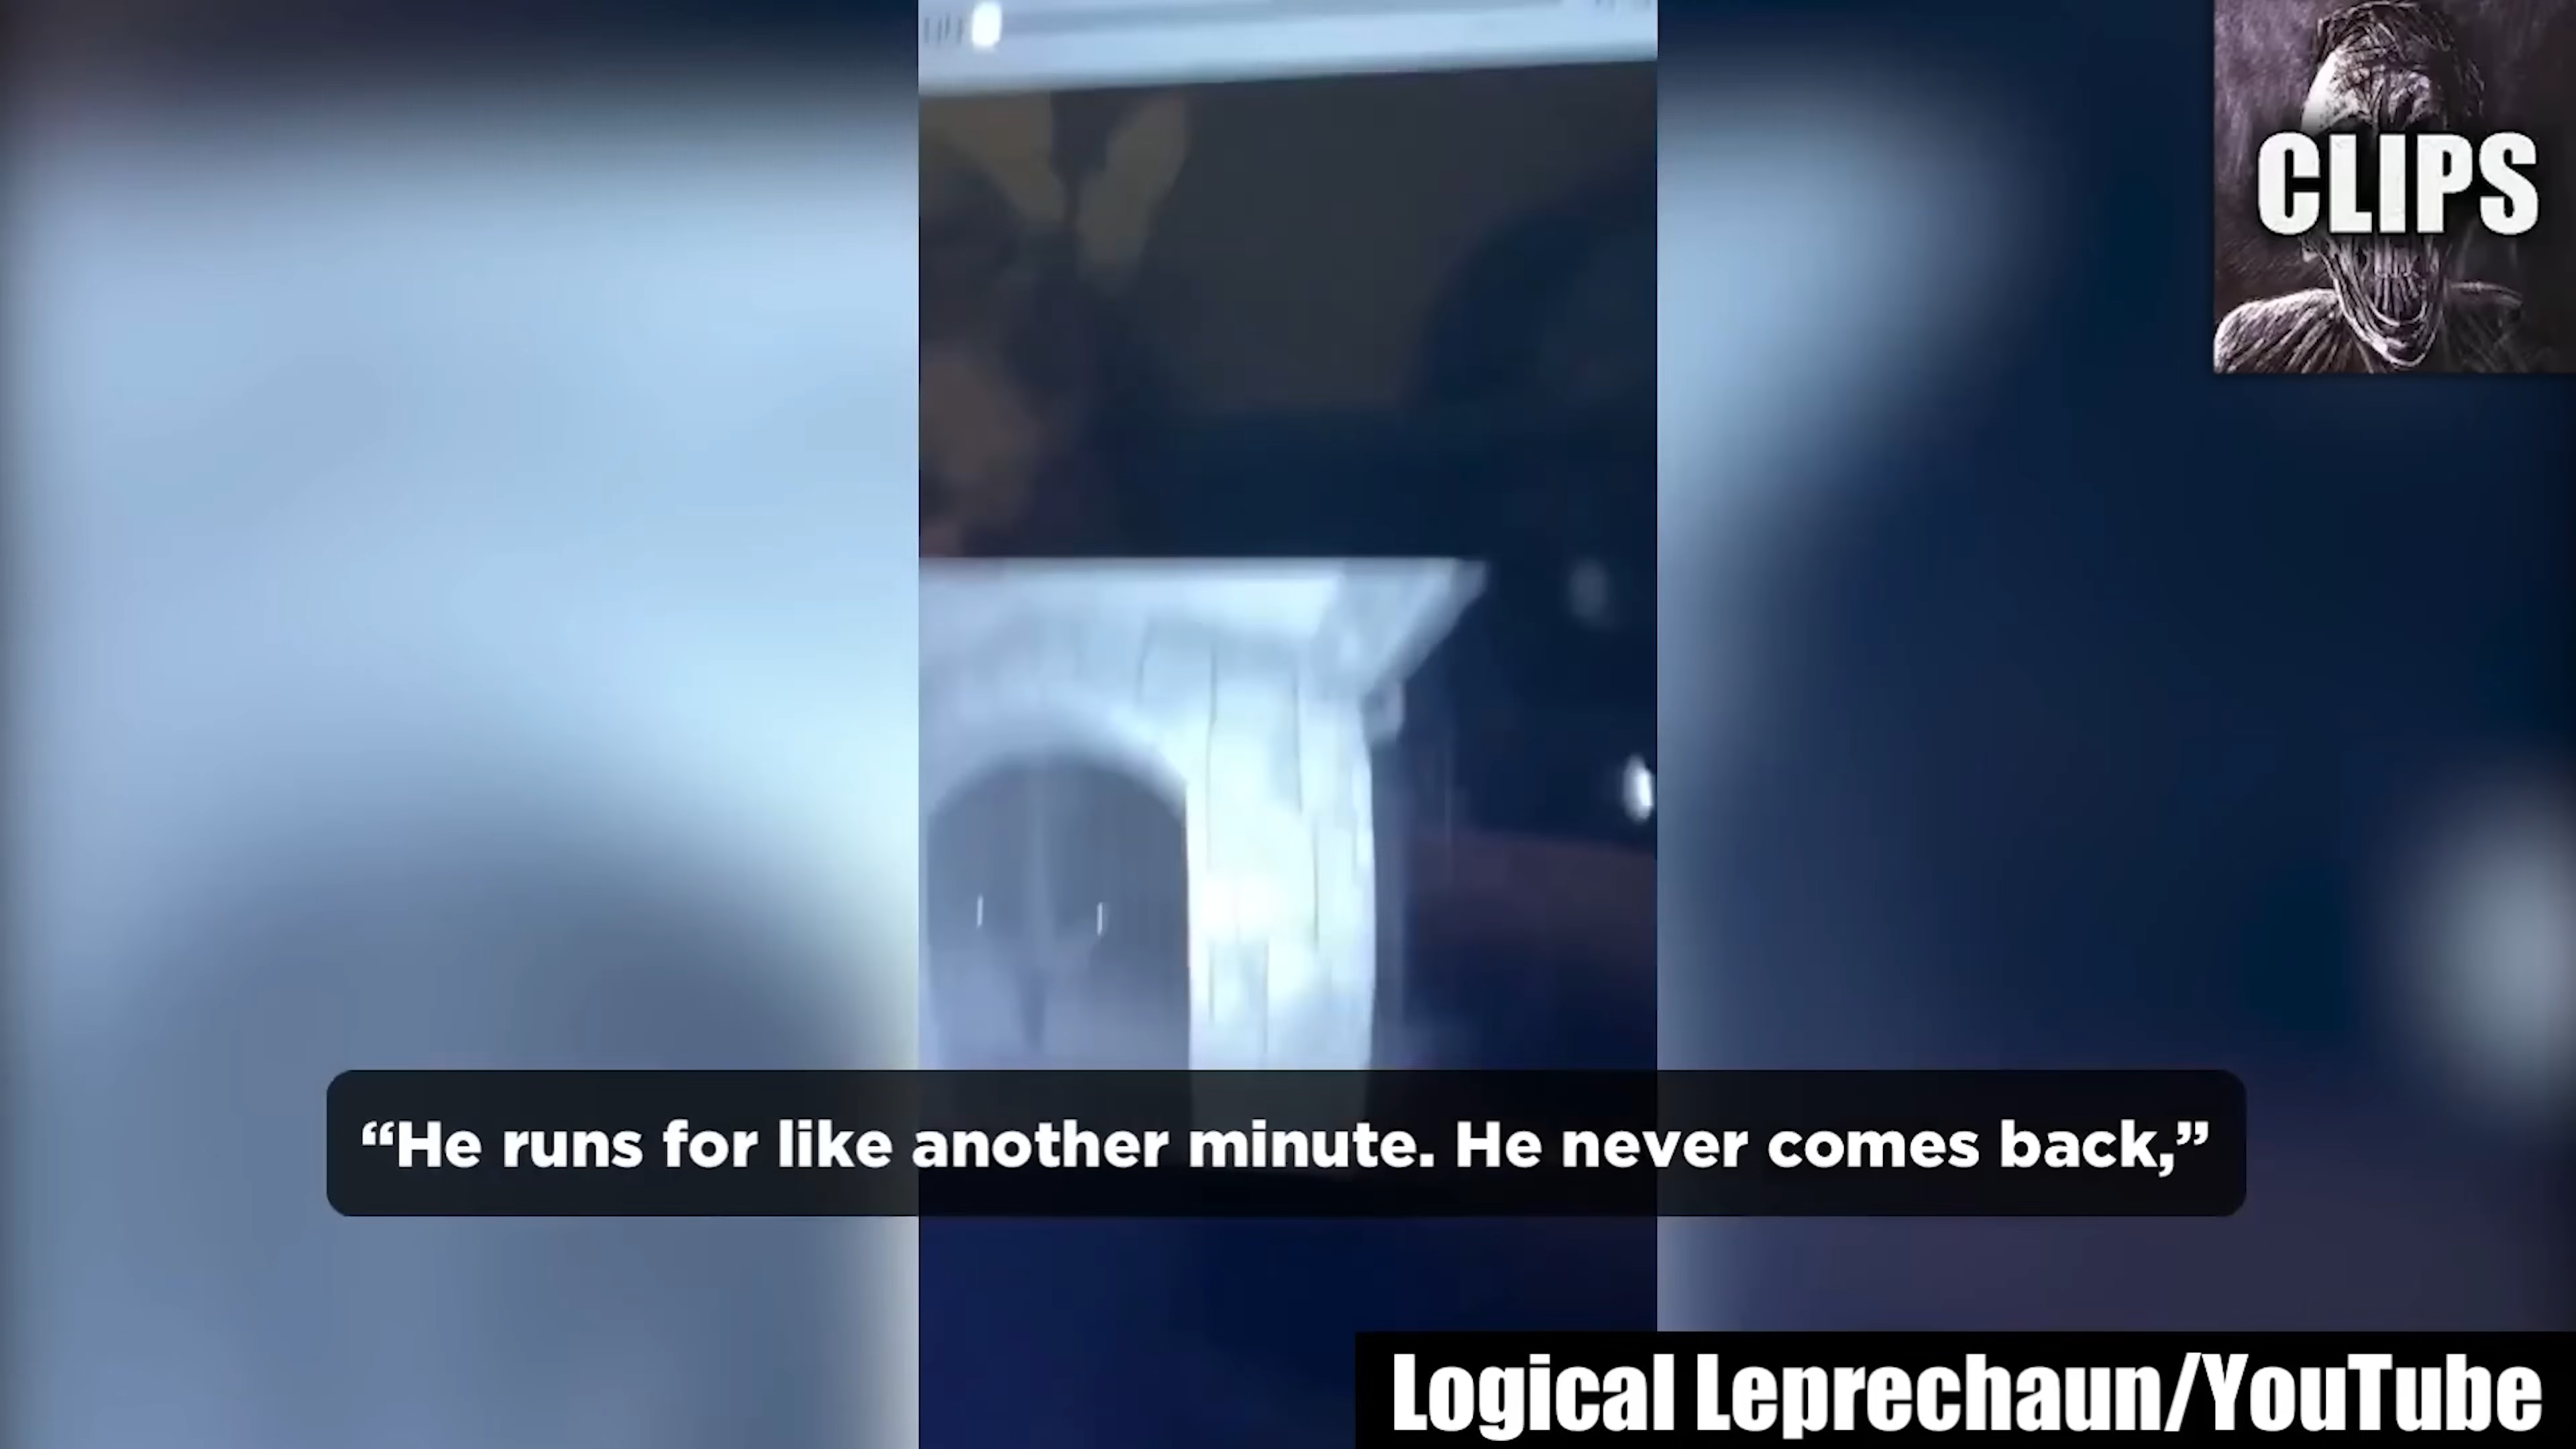 CLIPS
“He runs for like another minute. He never comes back,”
Logical Leprechaun/YouTube